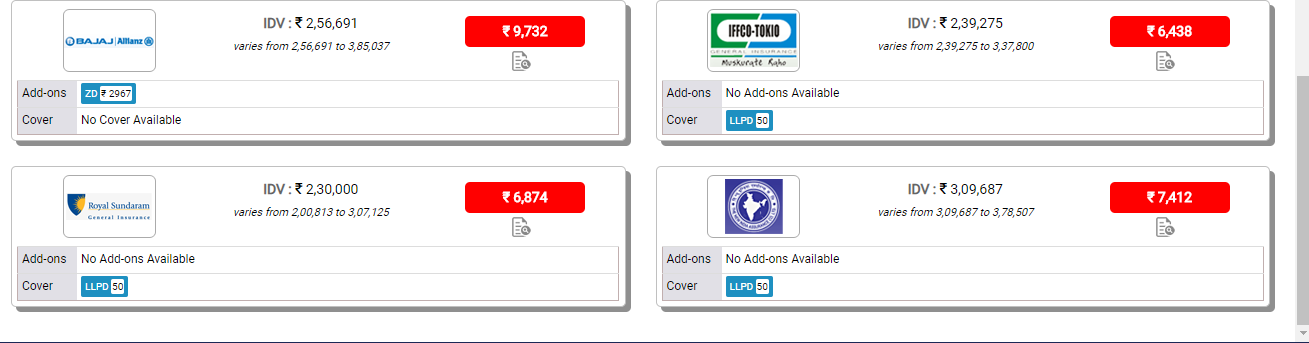 BAJAJ | Allianz
IDV : ₹ 2,56,691
varies from 2,56,691 to 3,85,037
₹ 9,732
Add-ons
ZD ₹ 2967
Cover
No Cover Available
IFFCO-TOKIO
GENERAL INSURANCE
Muskurate Raho
IDV : ₹ 2,39,275
varies from 2,39,275 to 3,37,800
₹ 6,438
Add-ons
No Add-ons Available
Cover
LLPD 50
Royal Sundaram
General Insurance
IDV : ₹ 2,30,000
varies from 2,00,813 to 3,07,125
₹ 6,874
Add-ons
No Add-ons Available
Cover
LLPD 50
IDV : ₹ 3,09,687
varies from 3,09,687 to 3,78,507
₹ 7,412
Add-ons
No Add-ons Available
Cover
LLPD 50